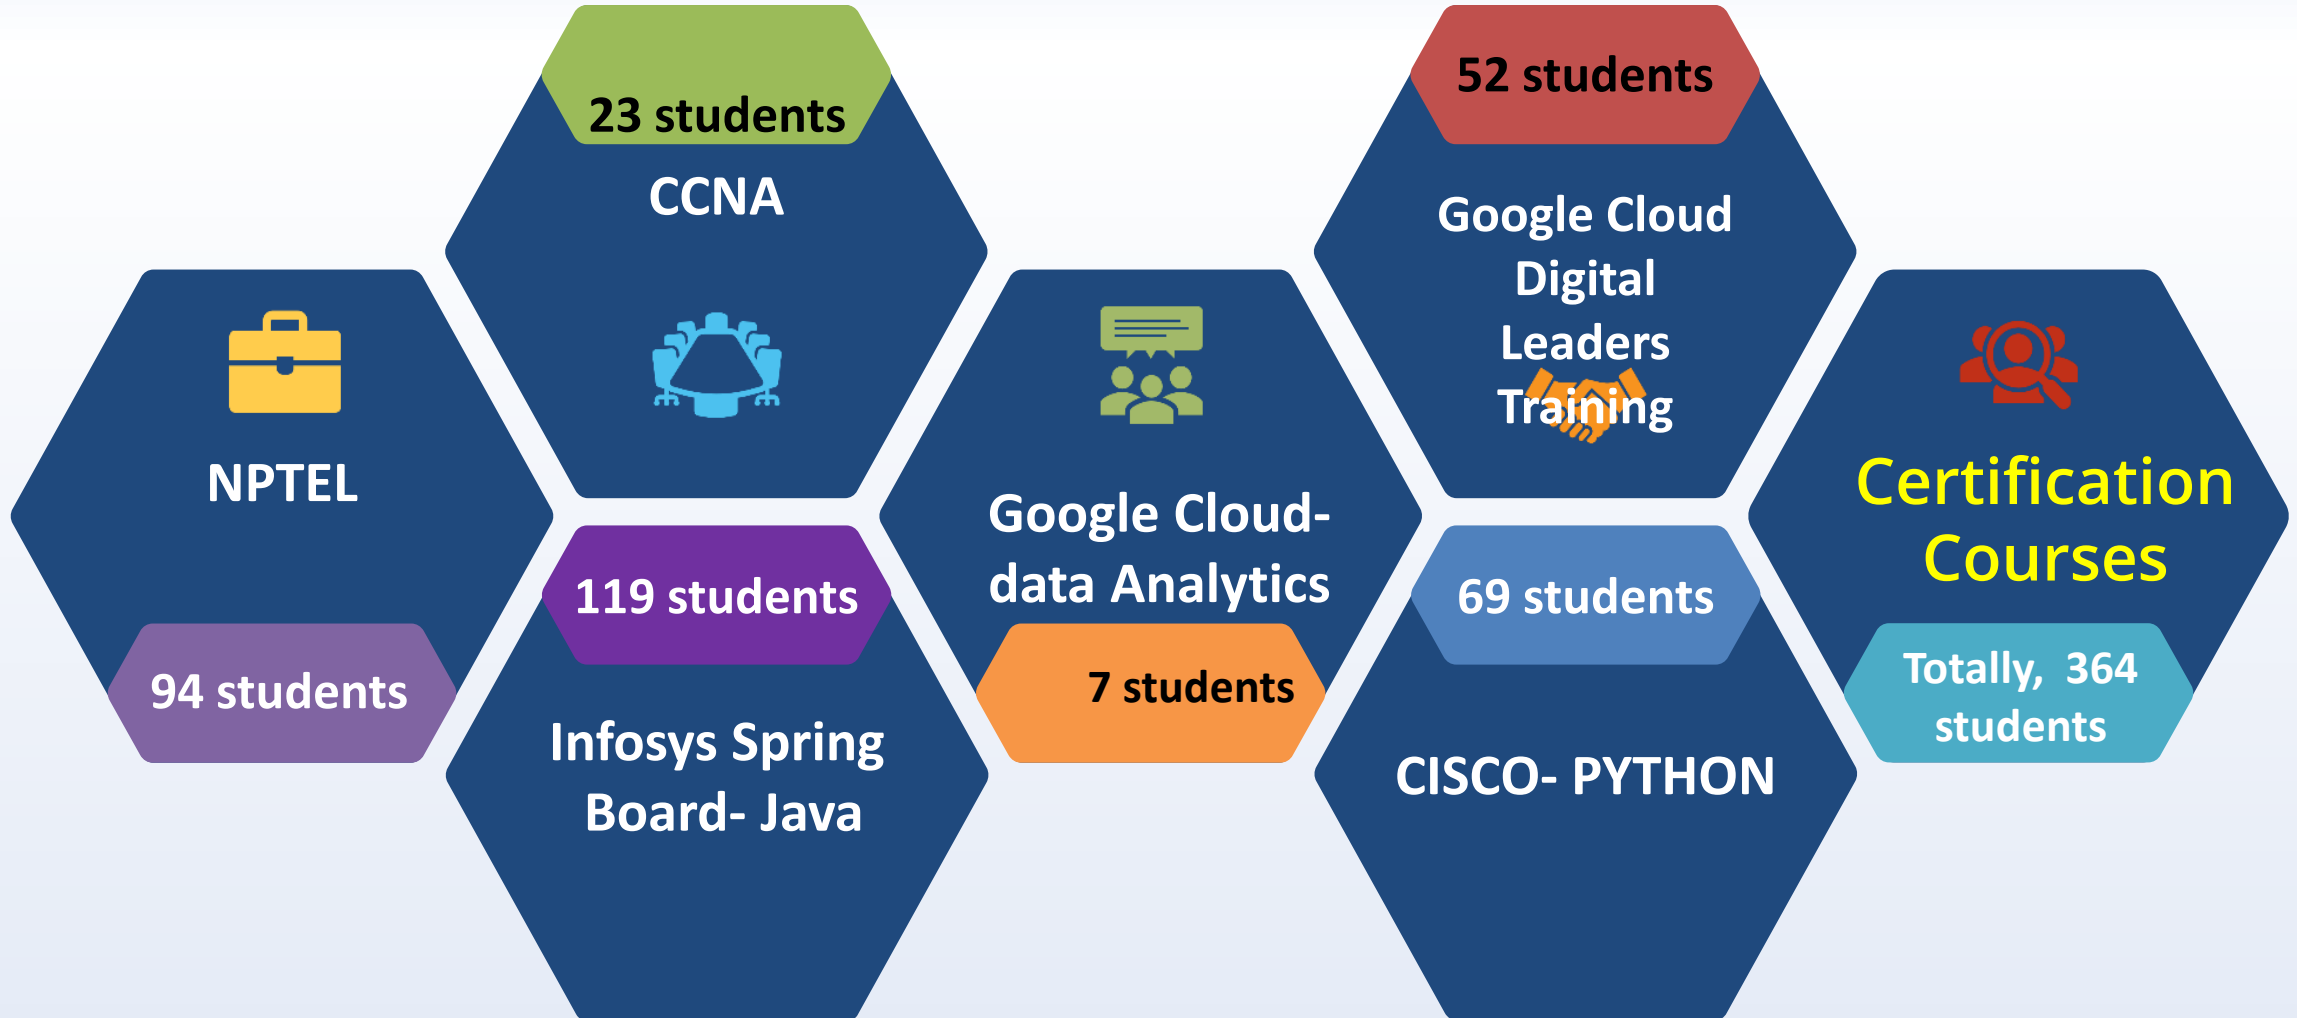 23 students
CCNA
52 students
Google Cloud
Digital
Leaders
Training
NPTEL
94 students
119 students
Infosys Spring
Board- Java
Google Cloud-
data Analytics
7 students
69 students
CISCO- PYTHON
Certification
Courses
Totally,  364
students